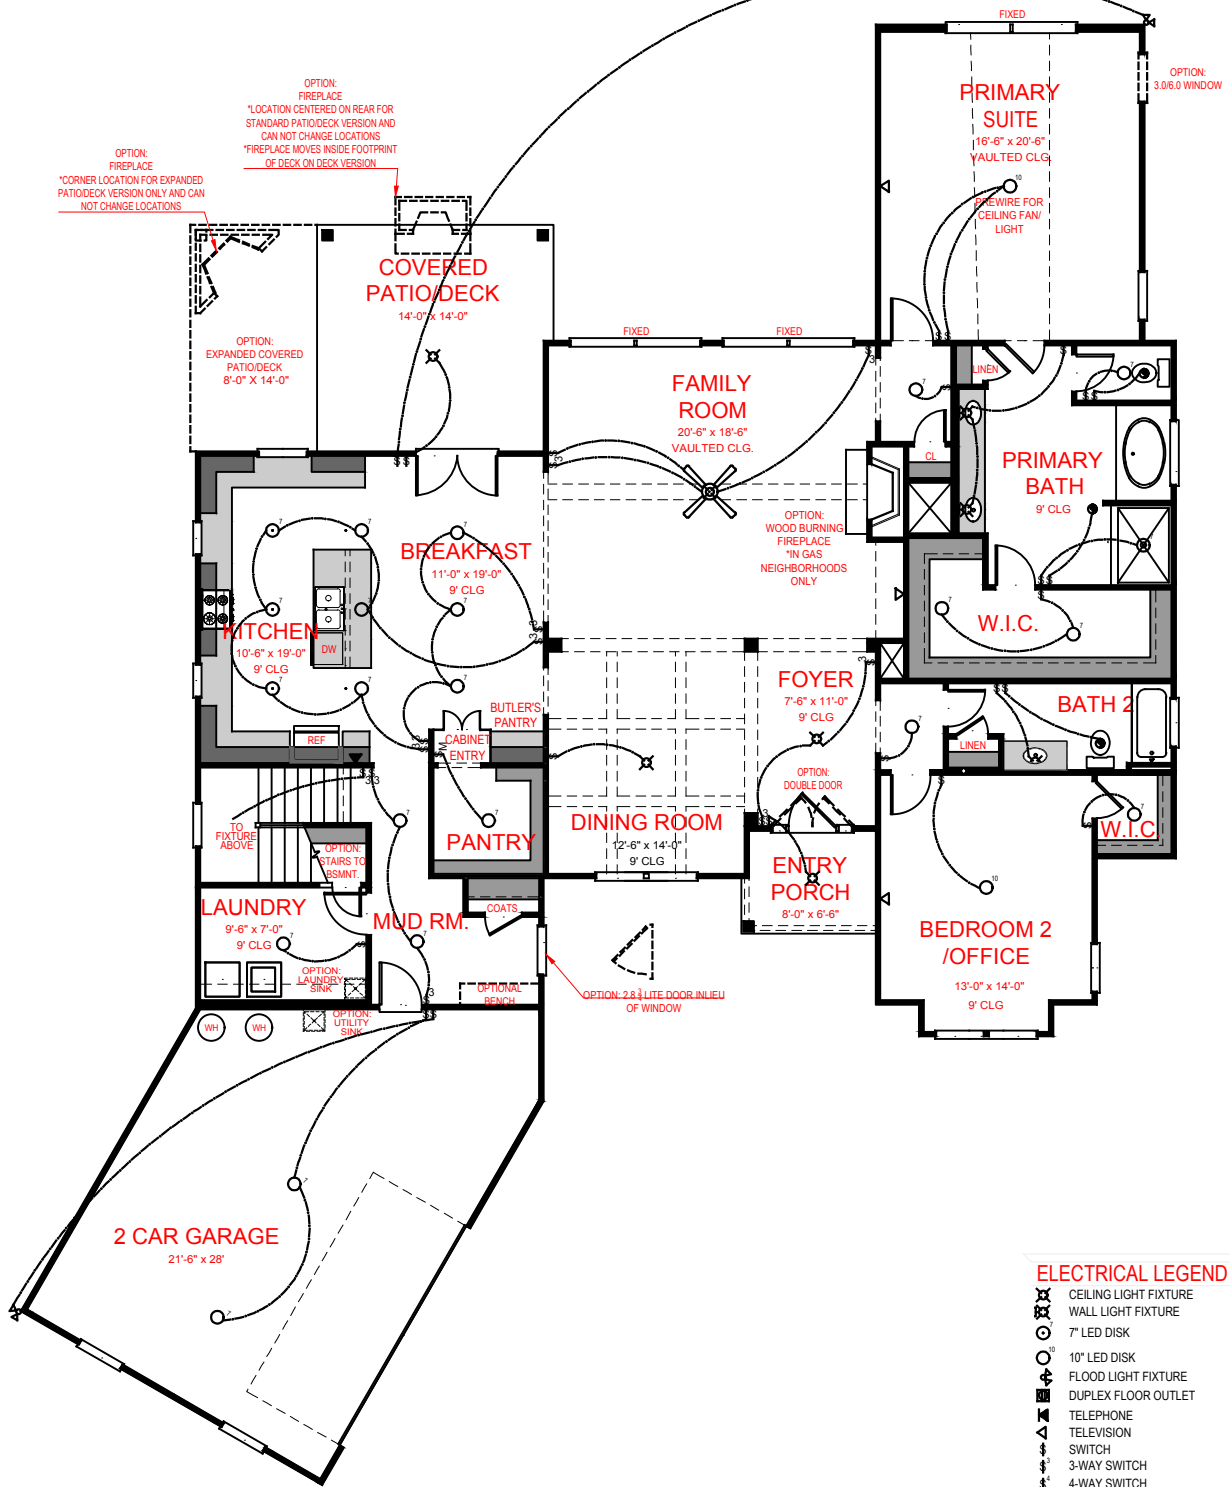 FIXED
PRIMARY
SUITE
16'-6" x 20'-6"
VAULTED CLG.
10
PREWIRE FOR
CEILING FAN/
LIGHT
OPTION:
3.0/6.0 WINDOW
OPTION:
FIREPLACE
*LOCATION CENTERED ON REAR FOR
STANDARD PATIO/DECK VERSION AND
CAN NOT CHANGE LOCATIONS
*FIREPLACE MOVES INSIDE FOOTPRINT
OF DECK ON DECK VERSION
OPTION:
FIREPLACE
*CORNER LOCATION FOR EXPANDED
PATIO/DECK VERSION ONLY AND CAN
NOT CHANGE LOCATIONS
COVERED
PATIO/DECK
14'-0" x 14'-0"
OPTION:
EXPANDED COVERED
PATIO/DECK
8'-0" X 14'-0"
FIXED
FIXED
FAMILY
ROOM
20'-6" x 18'-6"
VAULTED CLG.
LINEN
CL
PRIMARY
BATH
9' CLG
OPTION:
WOOD BURNING
FIREPLACE
*IN GAS
NEIGHBORHOODS
ONLY
BREAKFAST
11'-0" x 19'-0"
9' CLG
KITCHEN
10'-6" x 19'-0"
9' CLG
DW
REF
W.I.C.
FOYER
7'-6" x 11'-0"
9' CLG
BUTLER'S
PANTRY
CABINET
ENTRY
BATH 2
LINEN
OPTION:
DOUBLE DOOR
DINING ROOM
12'-6" x 14'-0"
9' CLG
PANTRY
TO
FIXTURE
ABOVE
OPTION:
STAIRS TO
BSMNT.
W.I.C.
ENTRY
PORCH
8'-0" x 6'-6"
10
LAUNDRY
9'-6" x 7'-0"
9' CLG
MUD RM.
COATS
BEDROOM 2
/OFFICE
13'-0" x 14'-0"
9' CLG
OPTION:
LAUNDRY
SINK
OPTIONAL
BENCH
OPTION: 2.8 3/4 LITE DOOR INLIEU
OF WINDOW
WH
WH
OPTION:
UTILITY
SINK
2 CAR GARAGE
21'-6" x 28'
ELECTRICAL LEGEND
CEILING LIGHT FIXTURE
WALL LIGHT FIXTURE
7 7" LED DISK
10 10" LED DISK
FLOOD LIGHT FIXTURE
DUPLEX FLOOR OUTLET
TELEPHONE
TELEVISION
$ SWITCH
$3 3-WAY SWITCH
$4 4-WAY SWITCH